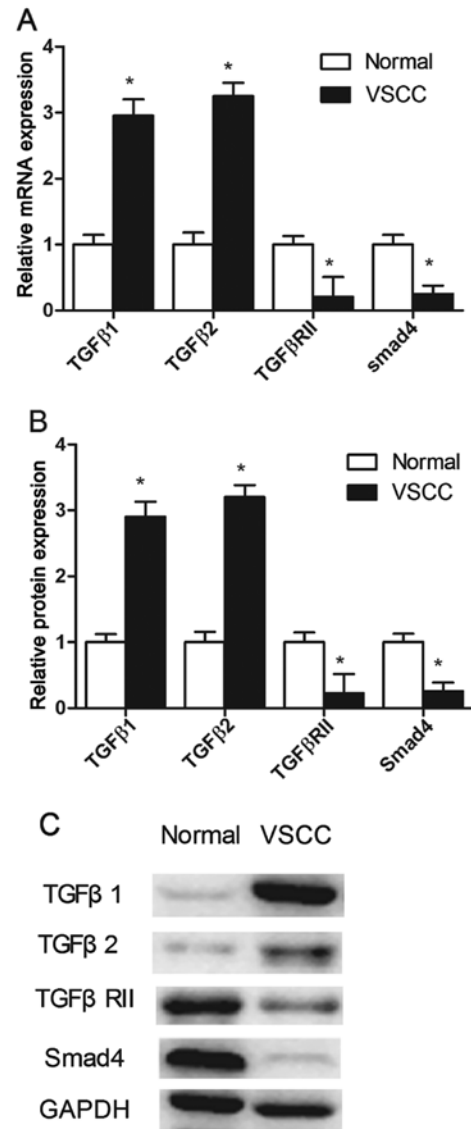 A
Relative mRNA expression
4
3
2
1
0
Normal
VSCC
*
*
*
*
TGFβ1
TGFβ2
TGFβRII
smad4
B
Relative protein expression
4
3
2
1
0
Normal
VSCC
*
*
*
*
TGFβ1
TGFβ2
TGFβRII
Smad4
C
Normal VSCC
TGFβ 1
TGFβ 2
TGFβ RII
Smad4
GAPDH